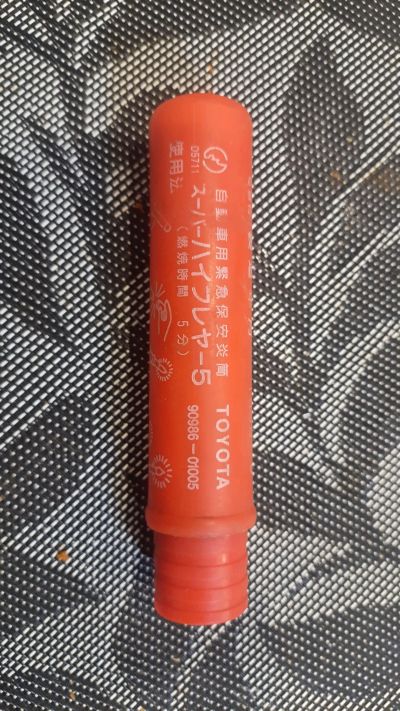 自動車用緊急保安炎筒
スーパーハイフレヤー5
（燃焼時間 5分）
TOYOTA
90986－01005
05711
使用法